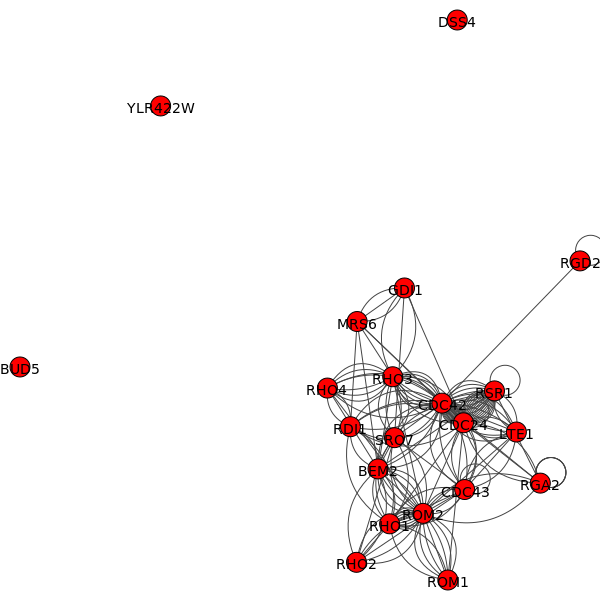 DSS4
YLR422W
RGD2
GDI1
MRS6
BUD5
RHO3
RHO4
RSR1
CDC42
CDC24
RDI1
LTE1
SRO7
BEM2
RGA2
CDC43
ROM2
RHO1
RHO2
ROM1